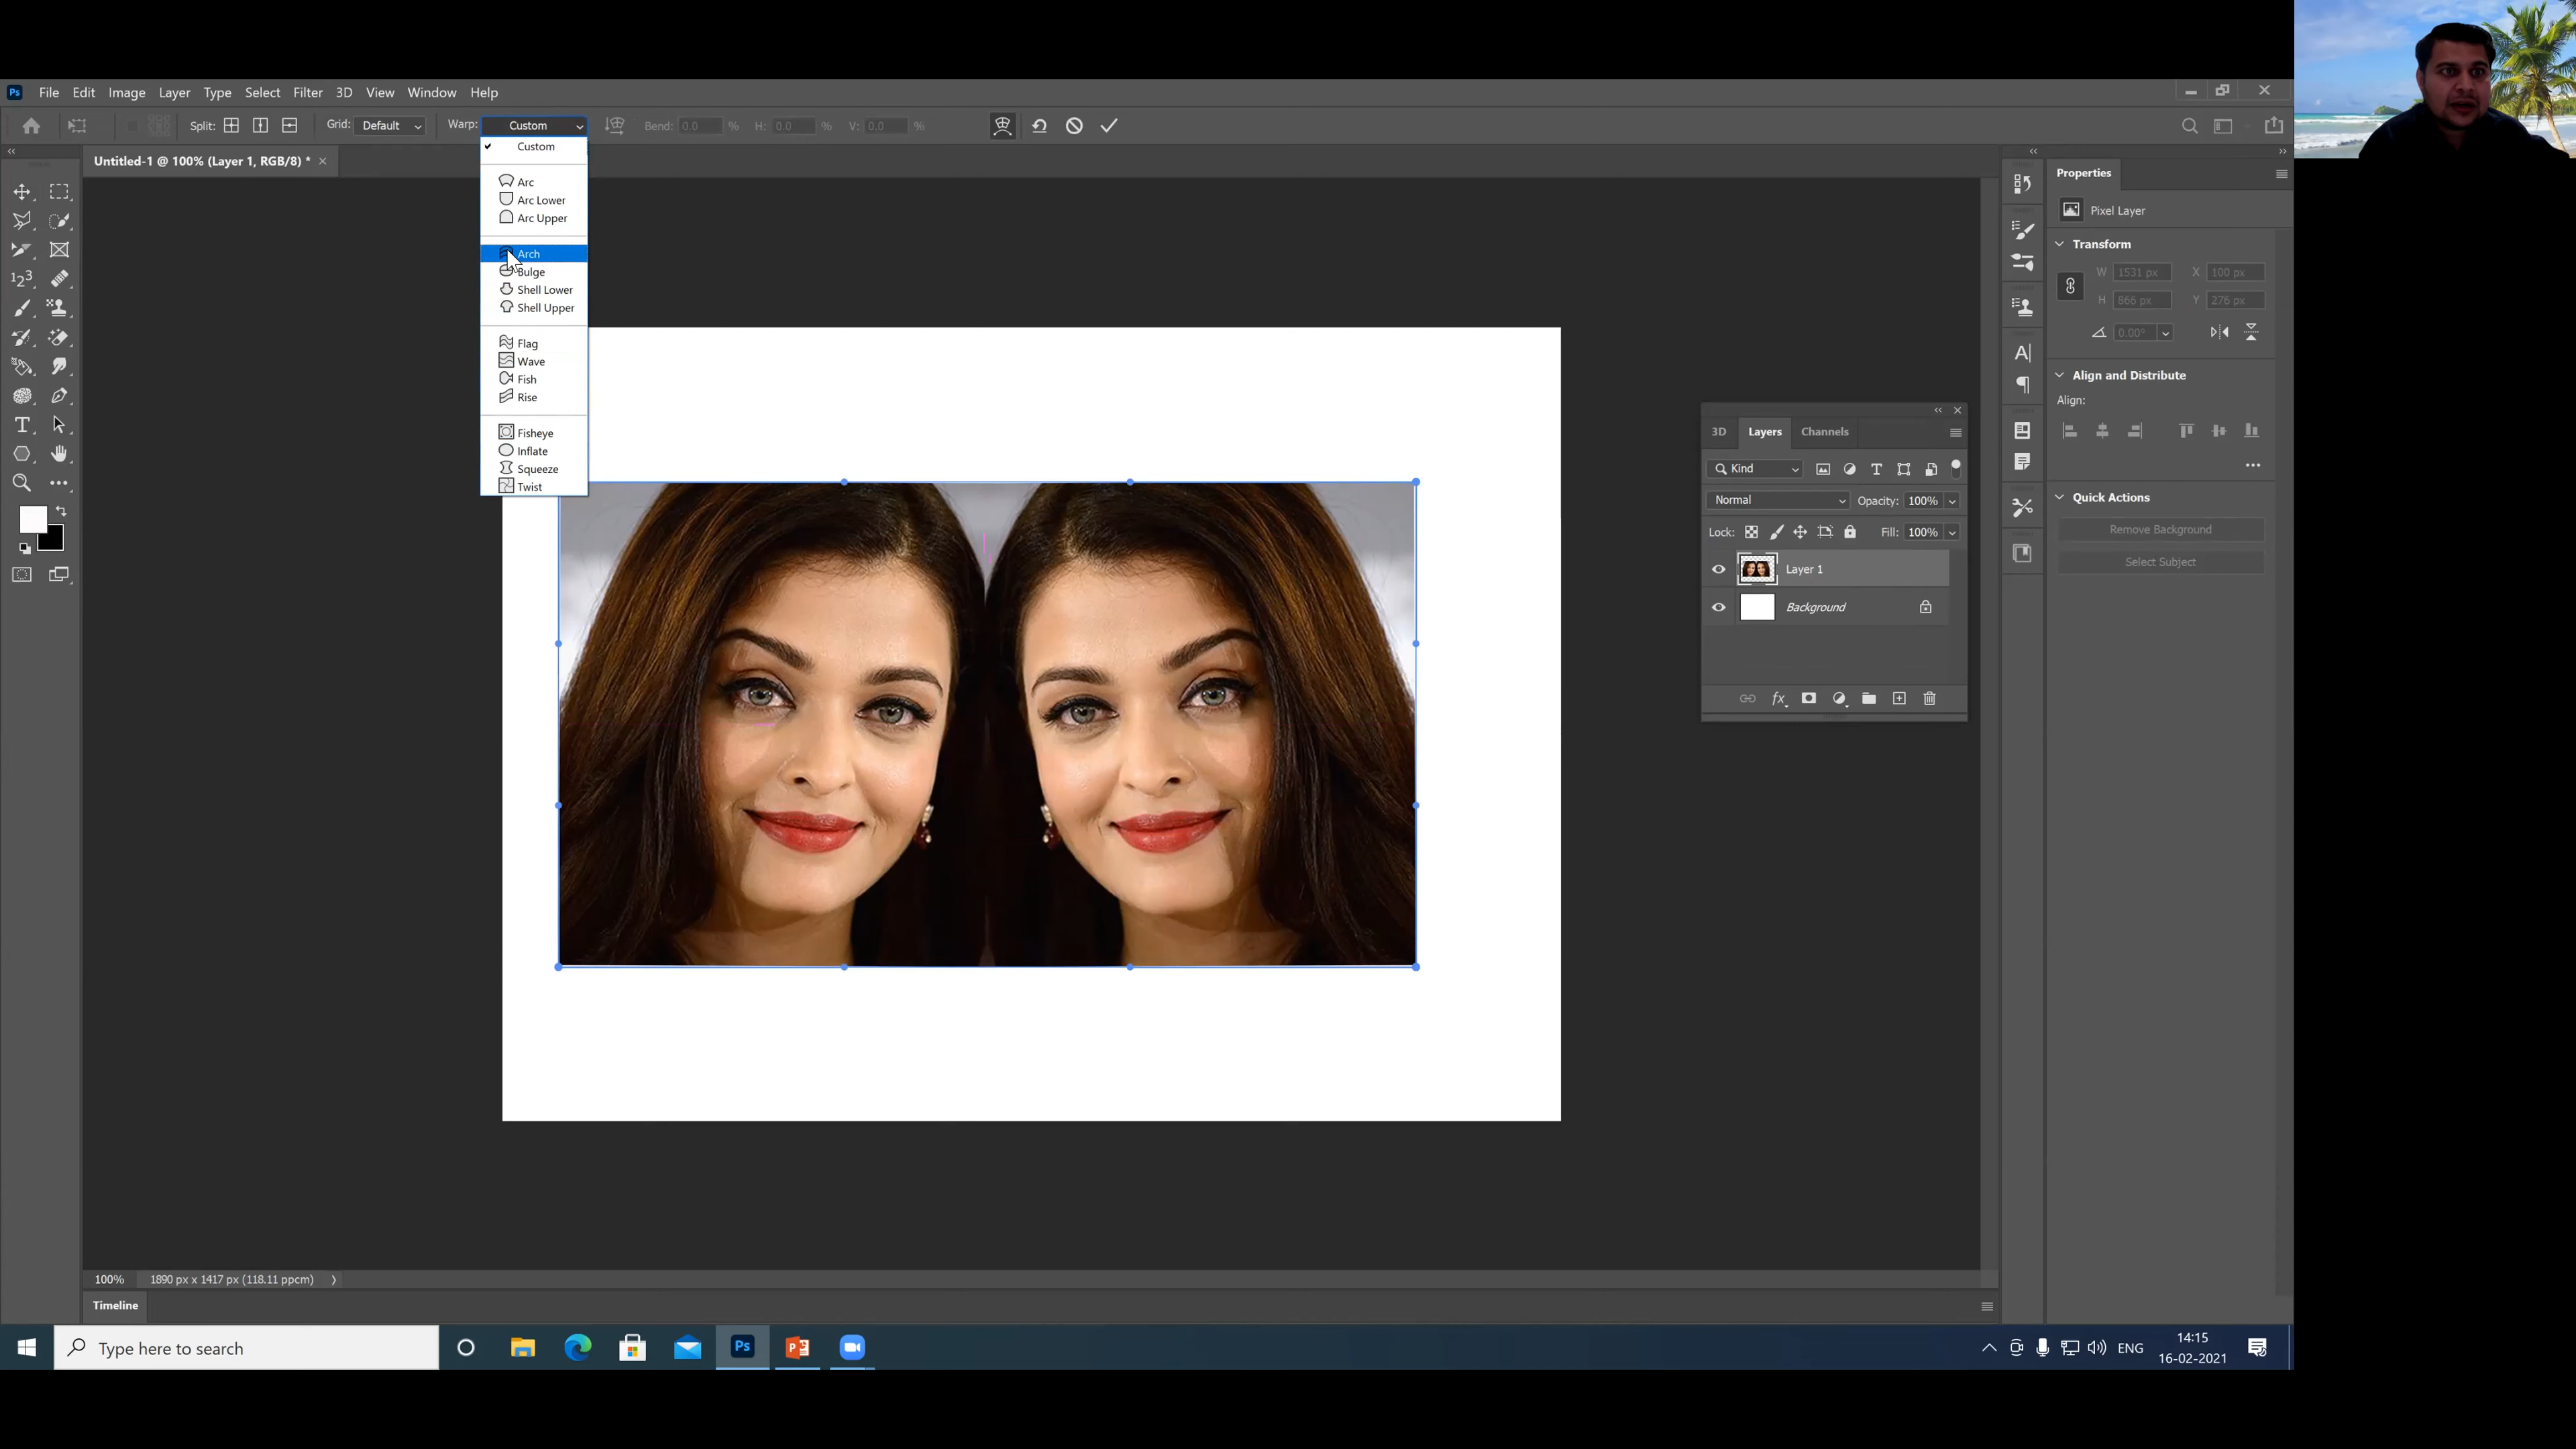 Ps File Edit Image Layer Type Select Filter 3D View Window Help
Split: Grid: Default Warp: Custom Bend: 0.0 % H: 0.0 % V: 0.0 %
Untitled-1 @ 100% (Layer 1, RGB/8) * ×
Custom
Arc
Arc Lower
Arc Upper
Arch
Bulge
Shell Lower
Shell Upper
Flag
Wave
Fish
Rise
Fisheye
Inflate
Squeeze
Twist
3D Layers Channels
Kind
Normal Opacity: 100%
Lock: Fill: 100%
Layer 1
Background
Properties
Pixel Layer
Transform
W 1531 px X 100 px
H 866 px Y 276 px
0.00°
Align and Distribute
Align:
Quick Actions
Remove Background
Select Subject
100% 1890 px x 1417 px (118.11 ppcm)
Timeline
Type here to search
Ps
ENG
14:15
16-02-2021